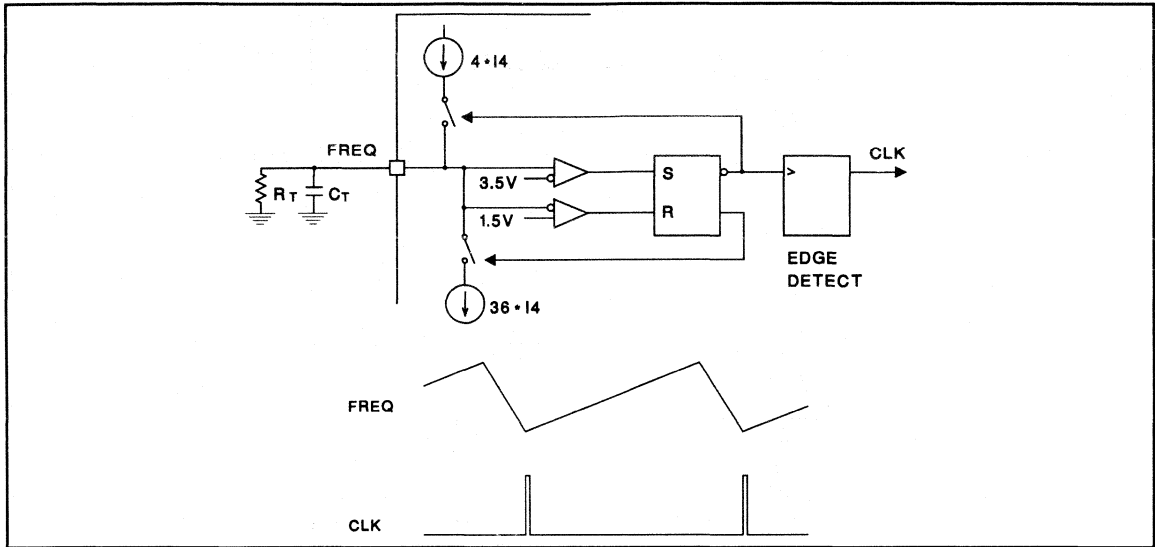 4*I4
FREQ
CLK
3.5V
S
RT
CT
1.5V
R
EDGE
DETECT
36*I4
FREQ
CLK